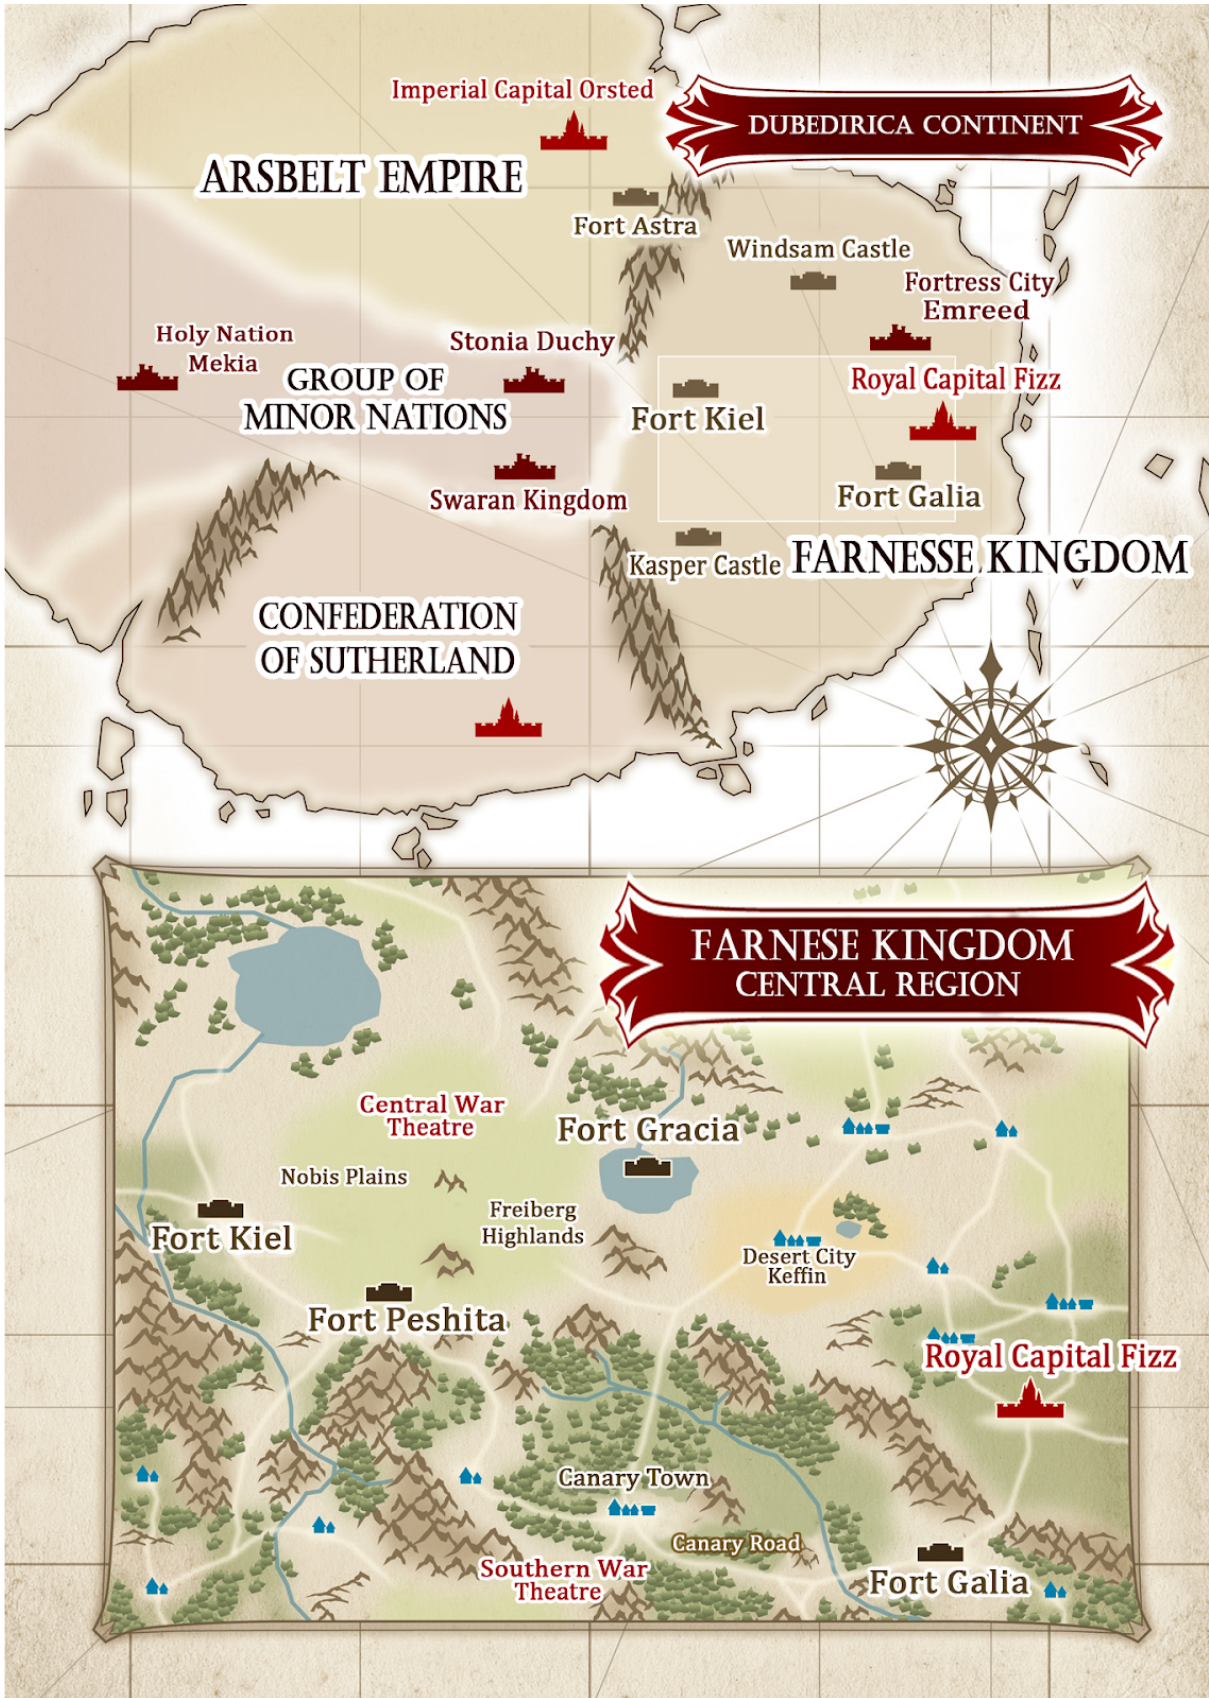 Imperial Capital Orsted
DUBEDIRICA CONTINENT
ARSBELT EMPIRE
Fort Astra
Windsam Castle
Fortress City
Emreed
Holy Nation
Mekia
Stonia Duchy
GROUP OF
MINOR NATIONS
Royal Capital Fizz
Fort Kiel
Swaran Kingdom
Fort Galia
Kasper Castle
FARNESSE KINGDOM
CONFEDERATION
OF SUTHERLAND
FARNESE KINGDOM
CENTRAL REGION
Central War
Theatre
Fort Gracia
Nobis Plains
Freiberg
Highlands
Fort Kiel
Desert City
Keffin
Fort Peshita
Royal Capital Fizz
Canary Town
Canary Road
Southern War
Theatre
Fort Galia